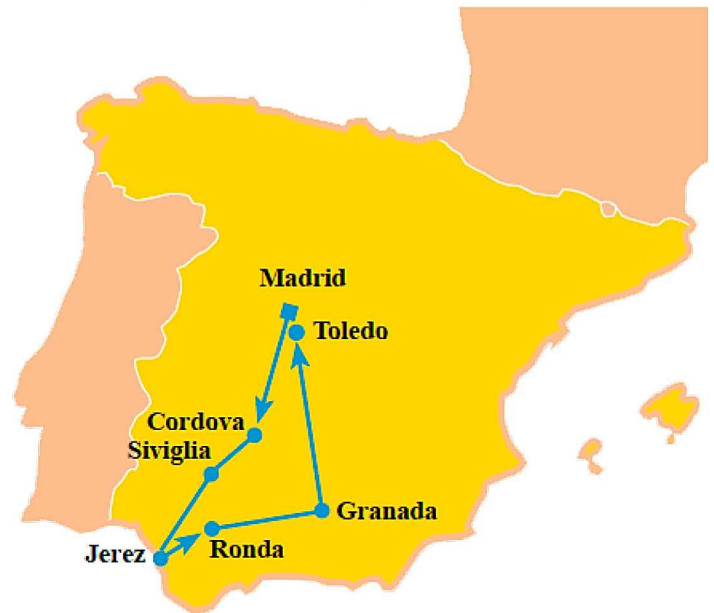 Madrid
Toledo
Cordova
Siviglia
Granada
Jerez
Ronda